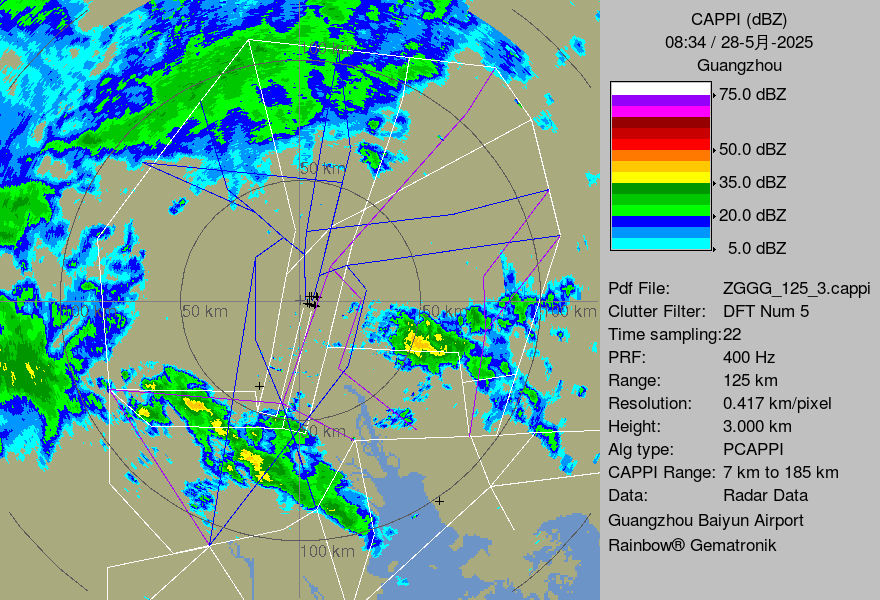 CAPPI (dBZ)
08:34 / 28-5月-2025
Guangzhou
75.0 dBZ
50.0 dBZ
35.0 dBZ
20.0 dBZ
5.0 dBZ
Pdf File: ZGGG_125_3.cappi
Clutter Filter: DFT Num 5
Time sampling:22
PRF: 400 Hz
Range: 125 km
Resolution: 0.417 km/pixel
Height: 3.000 km
Alg type: PCAPPI
CAPPI Range: 7 km to 185 km
Data: Radar Data
Guangzhou Baiyun Airport
Rainbow® Gematronik
50 km
50 km
50 km
100 km
50 km
100 km